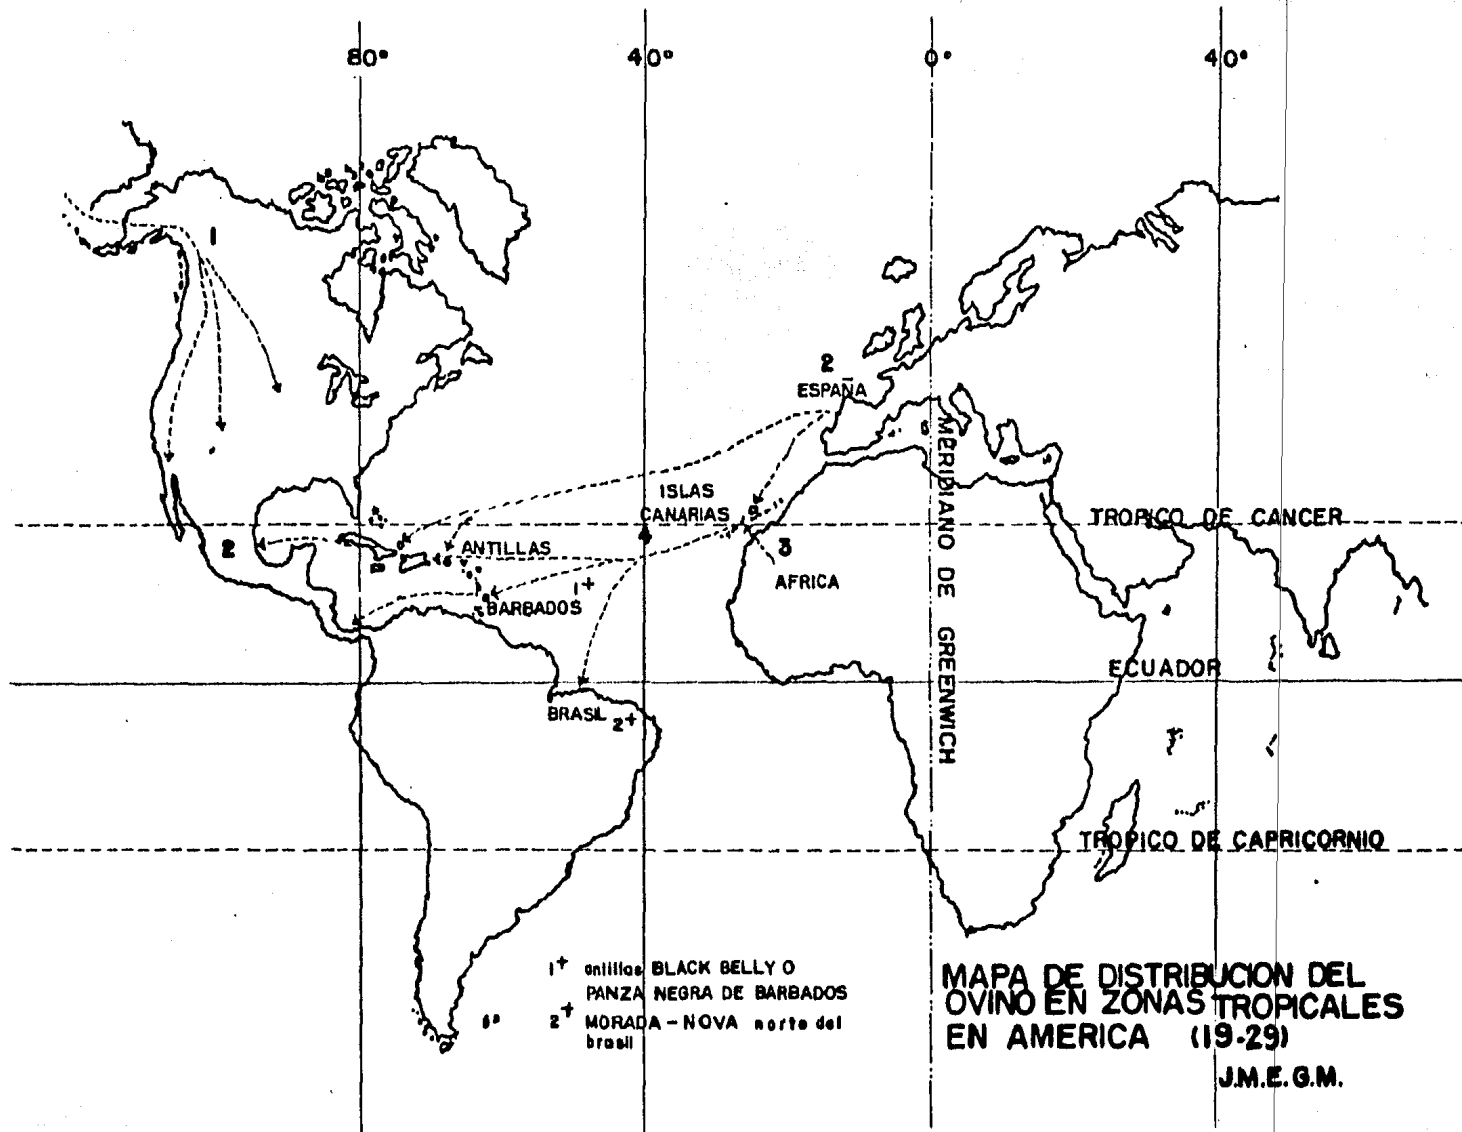 80°
40°
0°
40°
1
2
ESPAÑA
ISLAS
CANARIAS
TROPICO DE CANCER
2
ANTILLAS
3
AFRICA
1+
BARBADOS
MERIDIANO DE GREENWICH
ECUADOR
BRASIL 2+
TROPICO DE CAPRICORNIO
1+ antillas BLACK BELLY O
PANZA NEGRA DE BARBADOS
2+ MORADA-NOVA norte del
brasil
MAPA DE DISTRIBUCION DEL
OVINO EN ZONAS TROPICALES
EN AMERICA (19-29)
J.M.E.G.M.